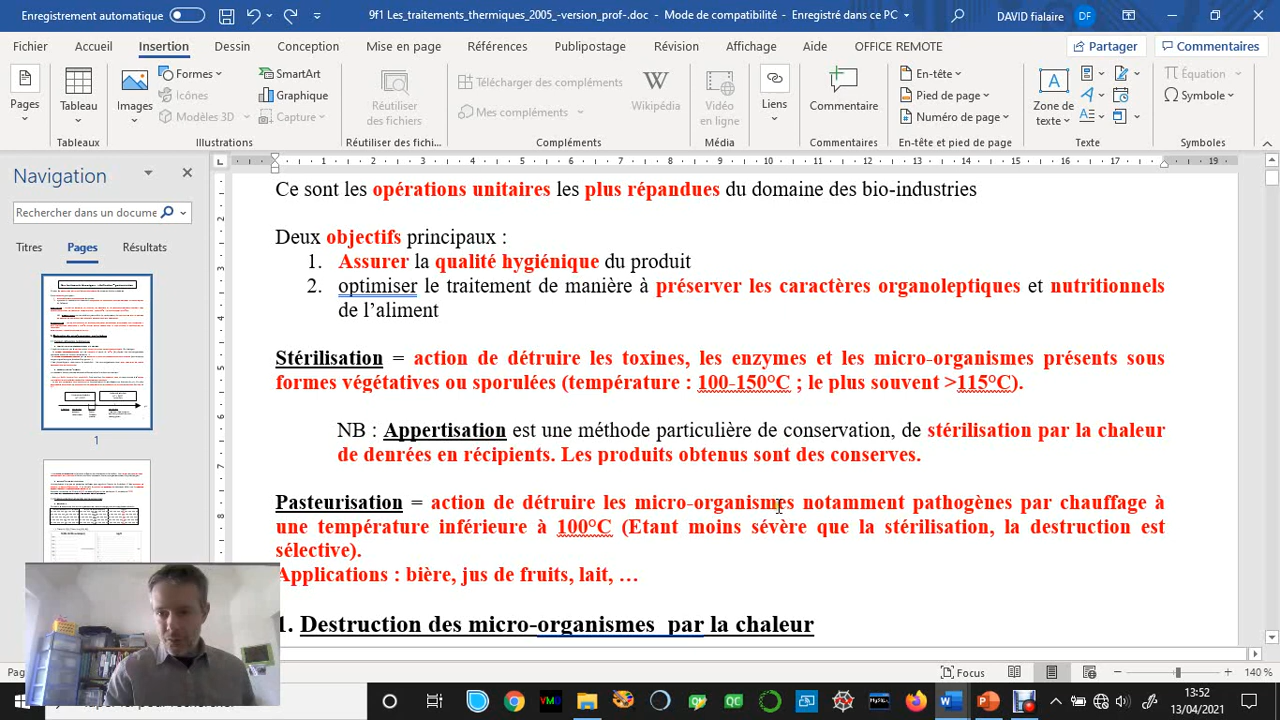 Enregistrement automatique
9f1 Les_traitements_thermiques_2005_-version_prof-.doc - Mode de compatibilité
DAVID fialaire
DF
Fichier Accueil Insertion Dessin Conception Mise en page Références Publipostage Révision Affichage Aide OFFICE REMOTE
Partager
Commentaires
Pages
Tableau
Images
Formes
Icônes
Modèles 3D
SmartArt
Graphique
Capture
Réutiliser des fichiers
Télécharger des compléments
Mes compléments
Wikipédia
Vidéo en ligne
Liens
Commentaire
En-tête
Pied de page
Numéro de page
Zone de texte
Équation
Symbole
Tableaux
Illustrations
Réutiliser des fichi...
Compléments
Média
Commentaires
En-tête et pied de page
Texte
Symboles
Navigation
Rechercher dans un docume
Titres Pages Résultats
1
Ce sont les opérations unitaires les plus répandues du domaine des bio-industries
Deux objectifs principaux :
1. Assurer la qualité hygiénique du produit
2. optimiser le traitement de manière à préserver les caractères organoleptiques et nutritionnels
de l’aliment
Stérilisation = action de détruire les toxines, les enzymes et les micro-organismes présents sous
formes végétatives ou sporulées (température : 100-150°C ; le plus souvent >115°C).
NB : Appertisation est une méthode particulière de conservation, de stérilisation par la chaleur
de denrées en récipients. Les produits obtenus sont des conserves.
Pasteurisation = action de détruire les micro-organismes notamment pathogènes par chauffage à
une température inférieure à 100°C (Etant moins sévère que la stérilisation, la destruction est
sélective).
Applications : bière, jus de fruits, lait, …
1. Destruction des micro-organismes par la chaleur
Focus
140 %
13:52
13/04/2021